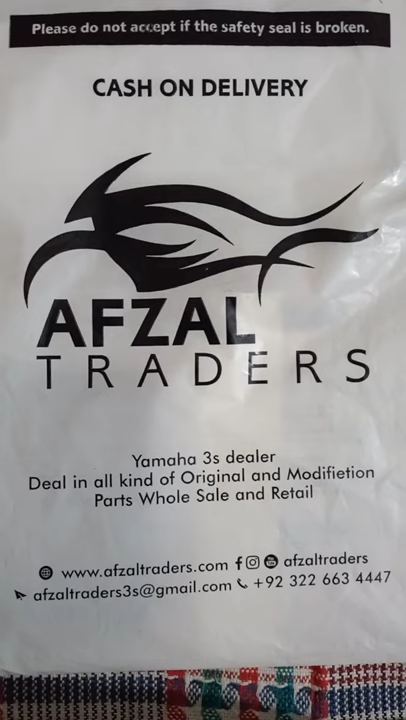 Please do not accept if the safety seal is broken.
CASH ON DELIVERY
AFZAL
TRADERS
Yamaha 3s dealer
Deal in all kind of Original and Modifietion
Parts Whole Sale and Retail
www.afzaltraders.com afzaltraders
afzaltraders3s@gmail.com +92 322 663 4447